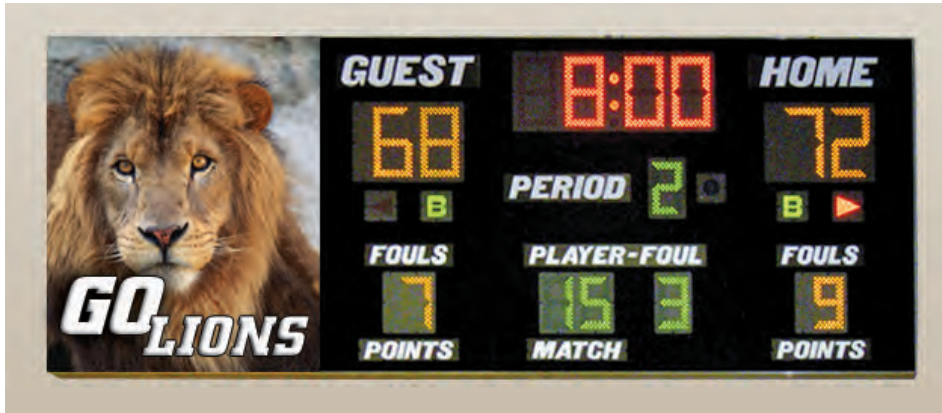 GO
LIONS
GUEST
68
B
FOULS
7
POINTS
8:00
PERIOD 2
PLAYER-FOUL
15 3
MATCH
HOME
72
B
FOULS
9
POINTS